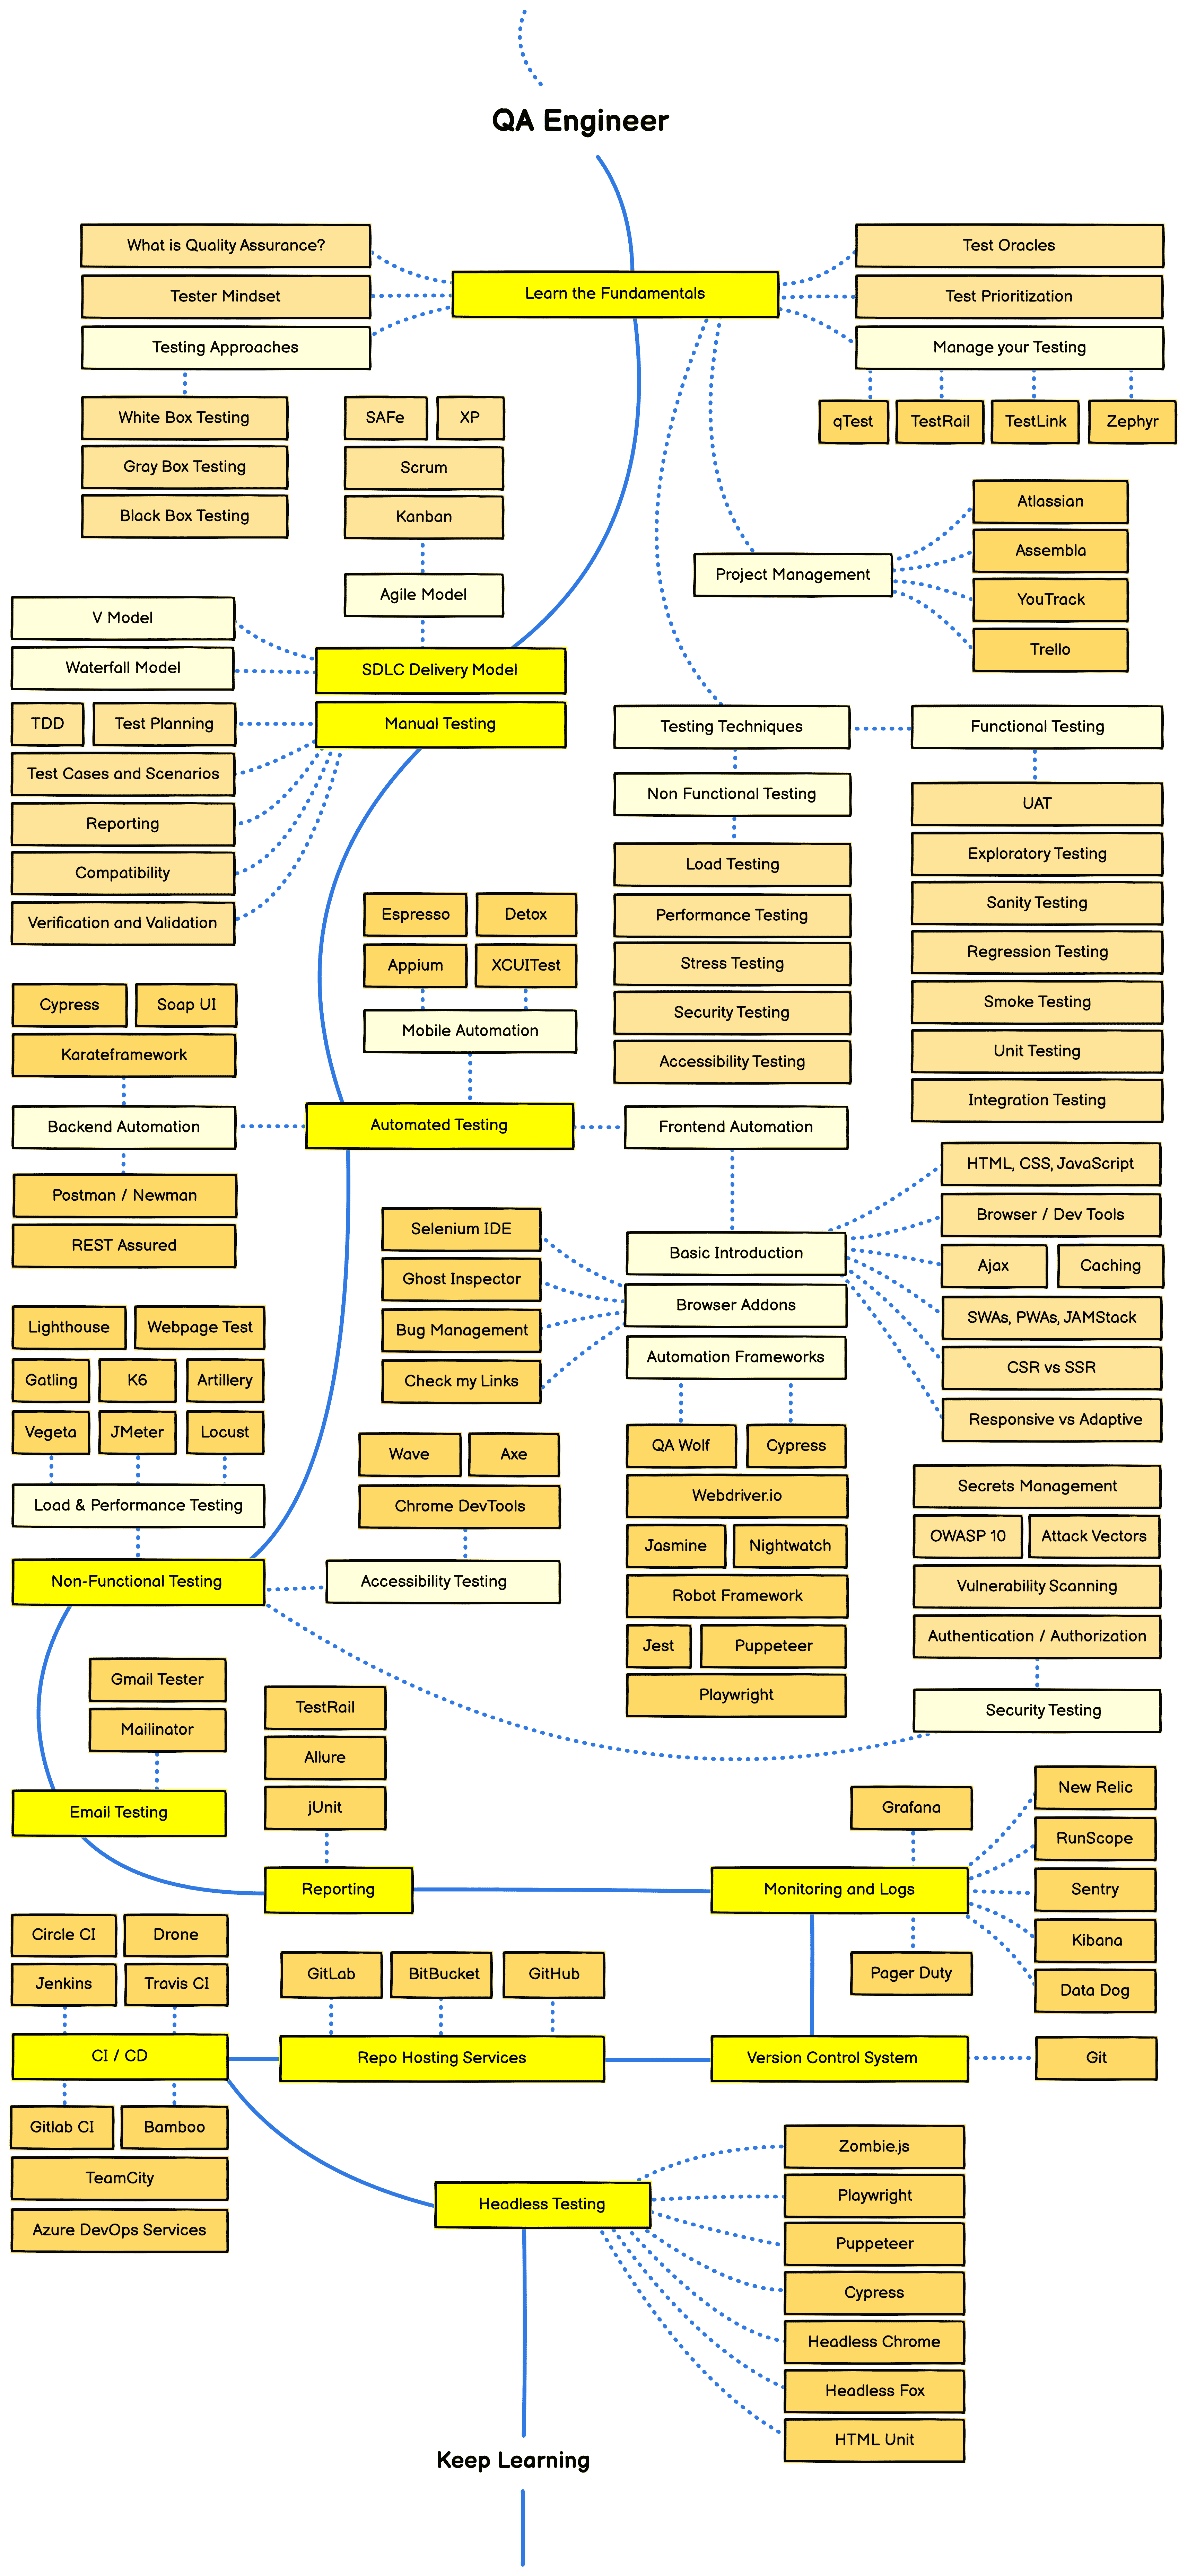 QA Engineer
What is Quality Assurance?
Tester Mindset
Testing Approaches
Learn the Fundamentals
Test Oracles
Test Prioritization
Manage your Testing
qTest
TestRail
TestLink
Zephyr
White Box Testing
Gray Box Testing
Black Box Testing
SAFe
XP
Scrum
Kanban
Agile Model
Project Management
Atlassian
Assembla
YouTrack
Trello
V Model
Waterfall Model
SDLC Delivery Model
Manual Testing
TDD
Test Planning
Test Cases and Scenarios
Reporting
Compatibility
Verification and Validation
Testing Techniques
Functional Testing
Non Functional Testing
Load Testing
Performance Testing
Stress Testing
Security Testing
Accessibility Testing
UAT
Exploratory Testing
Sanity Testing
Regression Testing
Smoke Testing
Unit Testing
Integration Testing
Espresso
Detox
Appium
XCUITest
Mobile Automation
Cypress
Soap UI
Karateframework
Backend Automation
Automated Testing
Frontend Automation
Postman / Newman
REST Assured
HTML, CSS, JavaScript
Browser / Dev Tools
Ajax
Caching
SWAs, PWAs, JAMStack
CSR vs SSR
Responsive vs Adaptive
Basic Introduction
Browser Addons
Automation Frameworks
Selenium IDE
Ghost Inspector
Bug Management
Check my Links
QA Wolf
Cypress
Webdriver.io
Jasmine
Nightwatch
Robot Framework
Jest
Puppeteer
Playwright
Lighthouse
Webpage Test
Gatling
K6
Artillery
Vegeta
JMeter
Locust
Load & Performance Testing
Non-Functional Testing
Wave
Axe
Chrome DevTools
Accessibility Testing
Secrets Management
OWASP 10
Attack Vectors
Vulnerability Scanning
Authentication / Authorization
Security Testing
Gmail Tester
Mailinator
Email Testing
TestRail
Allure
jUnit
Reporting
Grafana
Monitoring and Logs
Pager Duty
New Relic
RunScope
Sentry
Kibana
Data Dog
Circle CI
Drone
Jenkins
Travis CI
CI / CD
Gitlab CI
Bamboo
TeamCity
Azure DevOps Services
GitLab
BitBucket
GitHub
Repo Hosting Services
Version Control System
Git
Headless Testing
Zombie.js
Playwright
Puppeteer
Cypress
Headless Chrome
Headless Fox
HTML Unit
Keep Learning